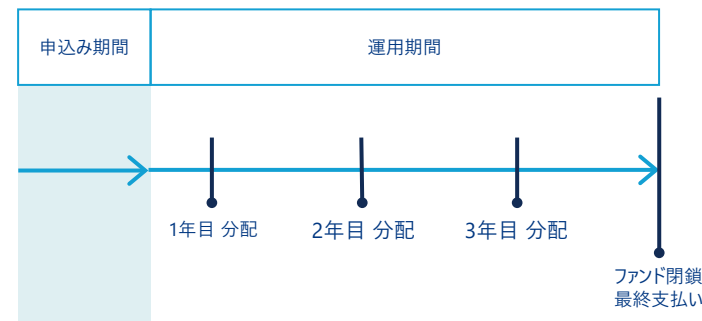 申込み期間
運用期間
1年目 分配
2年目 分配
3年目 分配
ファンド閉鎖
最終支払い